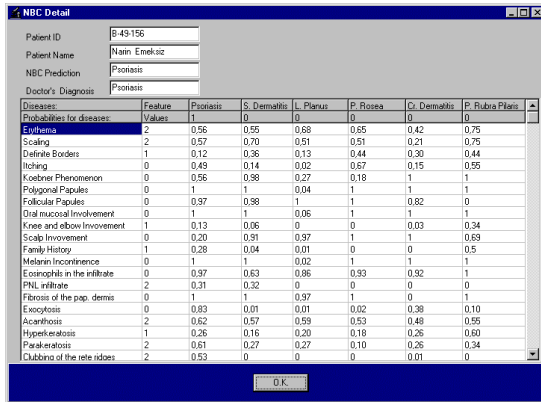 NBC Detail
Patient ID B-49-156
Patient Name Narin Emeksiz
NBC Prediction Psoriasis
Doctor's Diagnosis Psoriasis
Diseases: Feature Psoriasis S. Dermatitis L. Planus P. Rosea Cr. Dermatitis P. Rubra Pilaris
Probabilities for diseases: Values 1 0 0 0 0 0
Erythema 2 0,56 0,55 0,68 0,65 0,42 0,75
Scaling 2 0,57 0,70 0,51 0,51 0,21 0,75
Definite Borders 1 0,12 0,36 0,13 0,44 0,30 0,44
Itching 0 0,49 0,14 0,02 0,67 0,15 0,55
Koebner Phenomenon 0 0,56 0,98 0,27 0,18 1 1
Polygonal Papules 0 1 1 0,04 1 1 1
Follicular Papules 0 0,97 0,98 1 1 0,82 0
Oral mucosal Involvement 0 1 1 0,06 1 1 1
Knee and elbow Invovement 1 0,13 0,06 0 0 0,03 0,34
Scalp Invovement 0 0,20 0,91 0,97 1 1 0,69
Family History 1 0,28 0,04 0,01 0 0 0,5
Melanin Incontinence 0 1 1 0,02 1 1 1
Eosinophils in the infiltrate 0 0,97 0,63 0,86 0,93 0,92 1
PNL infiltrate 2 0,31 0,32 0 0 0 0
Fibrosis of the pap. dermis 0 1 1 0,97 1 0 1
Exocytosis 0 0,83 0,01 0,01 0,02 0,38 0,10
Acanthosis 2 0,62 0,57 0,59 0,53 0,48 0,55
Hyperkeratosis 1 0,26 0,16 0,20 0,18 0,26 0,60
Parakeratosis 2 0,61 0,27 0,27 0,10 0,26 0,34
Clubbing of the rete ridges 2 0,53 0 0 0 0,01 0
O.K.